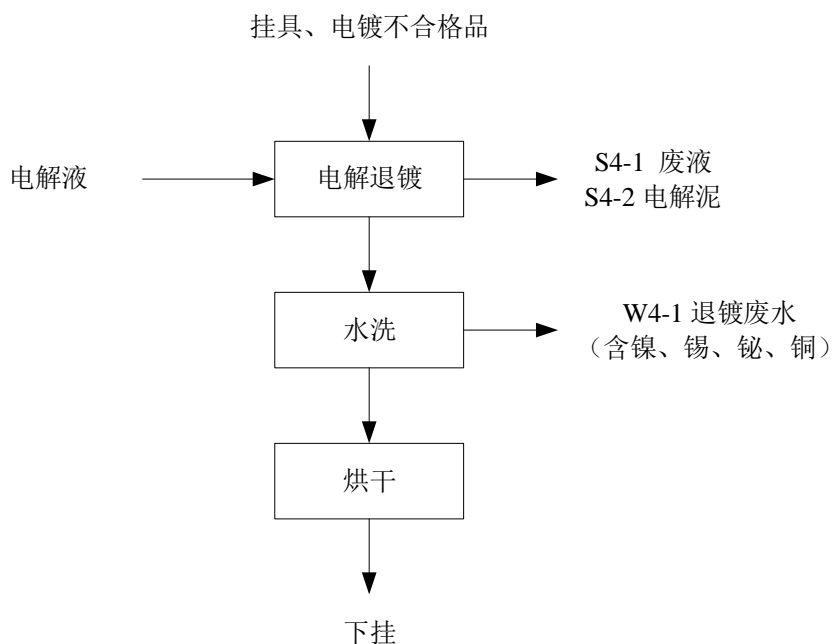 挂具、电镀不合格品
电解液
电解退镀
S4-1 废液
S4-2 电解泥
水洗
W4-1 退镀废水
（含镍、锡、铋、铜）
烘干
下挂